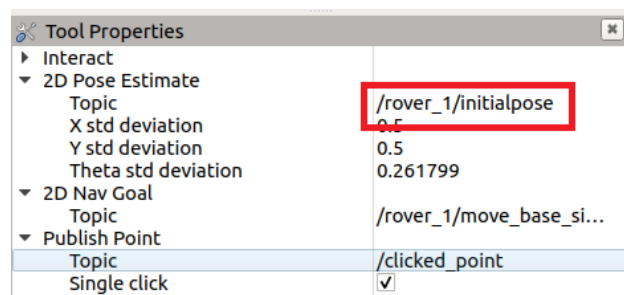 Tool Properties
Interact
2D Pose Estimate
Topic /rover_1/initialpose
X std deviation 0.5
Y std deviation 0.5
Theta std deviation 0.261799
2D Nav Goal
Topic /rover_1/move_base_si...
Publish Point
Topic /clicked_point
Single click